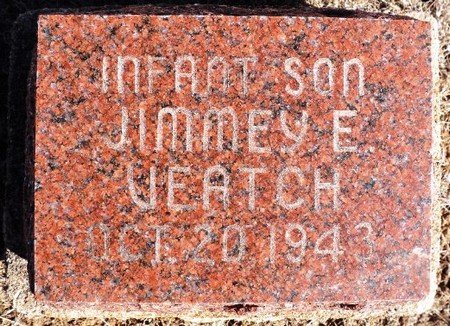 INFANT SON
JIMMEY E.
VEATCH
OCT. 20 1943